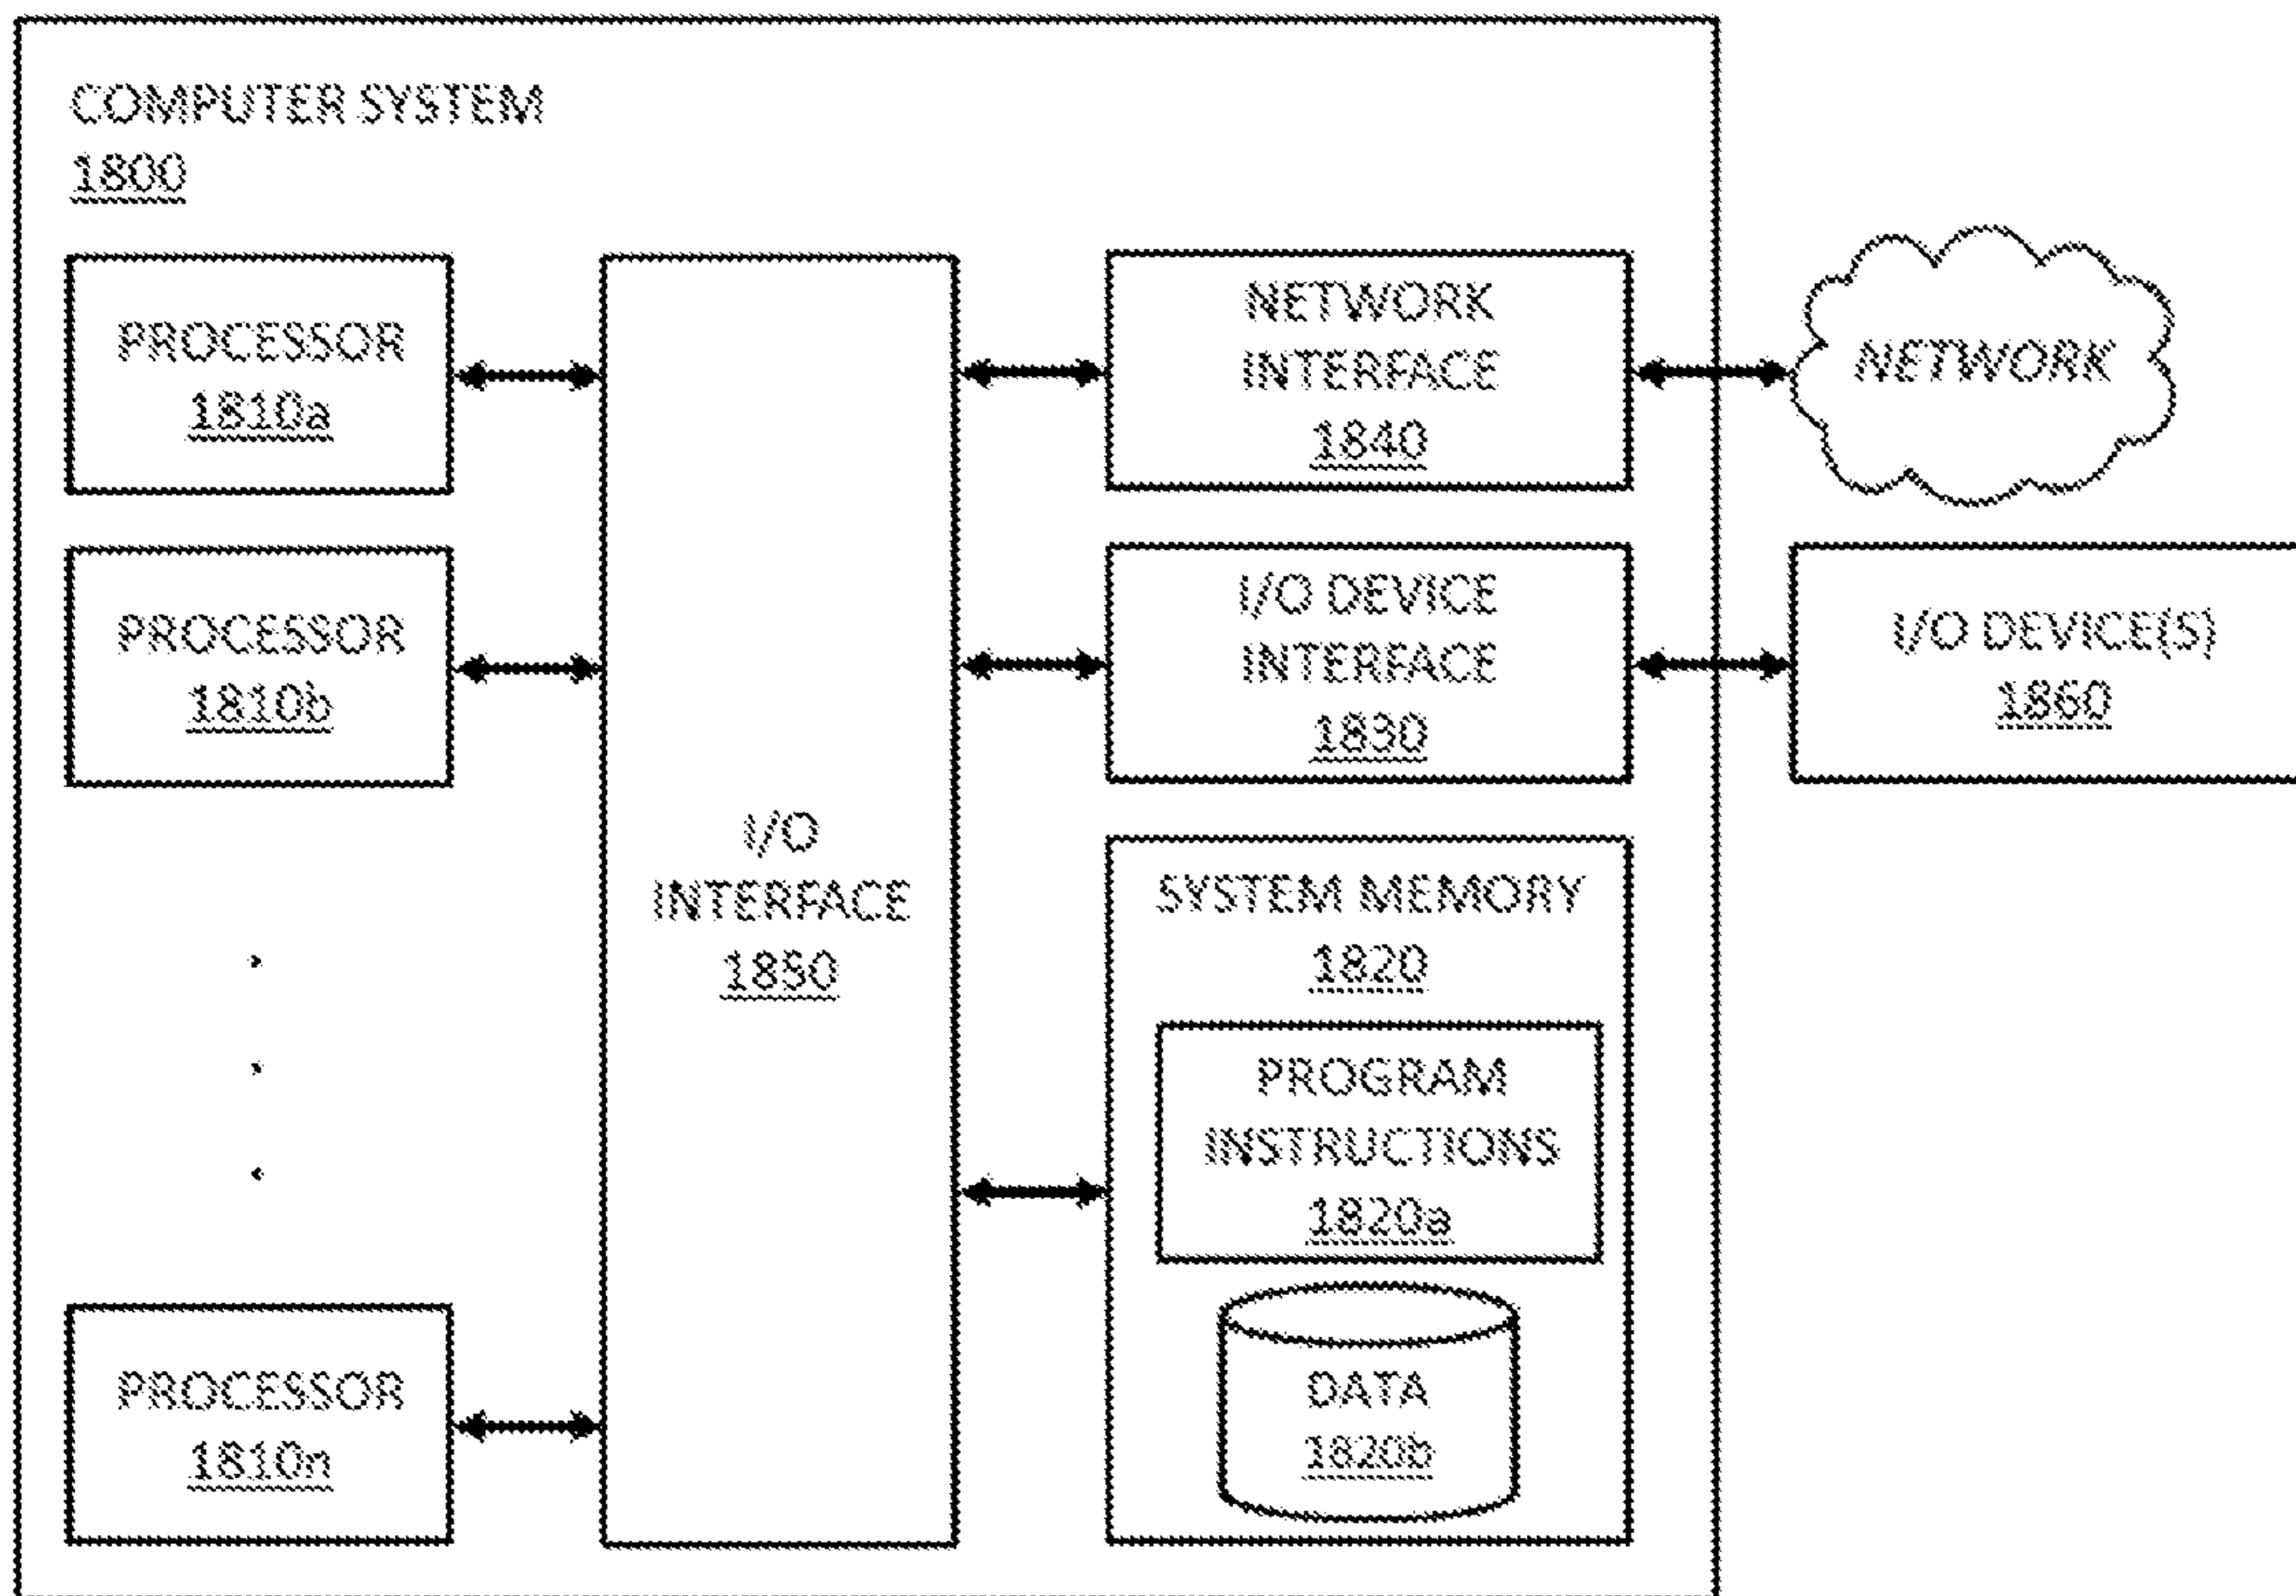 COMPUTER SYSTEM
1800
PROCESSOR
1810a
PROCESSOR
1810b
PROCESSOR
1810n
I/O
INTERFACE
1850
NETWORK
INTERFACE
1840
I/O DEVICE
INTERFACE
1830
SYSTEM MEMORY
1820
PROGRAM
INSTRUCTIONS
1820a
DATA
1820b
NETWORK
I/O DEVICE(S)
1860